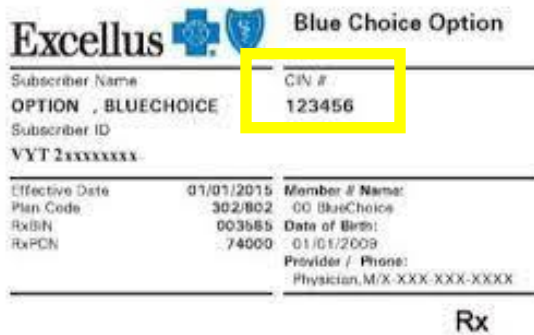 Excellus
Blue Choice Option
Subscriber Name
OPTION , BLUECHOICE
Subscriber ID
VYT 2xxxxxxxx
CIN #
123456
Effective Date 01/01/2015
Plan Code 302/802
RxBIN 003585
RxPCN 74000
Member # Name:
00 BlueChoice
Date of Birth:
01/01/2009
Provider / Phone:
Physician,M/X-XXX-XXX-XXXX
Rx